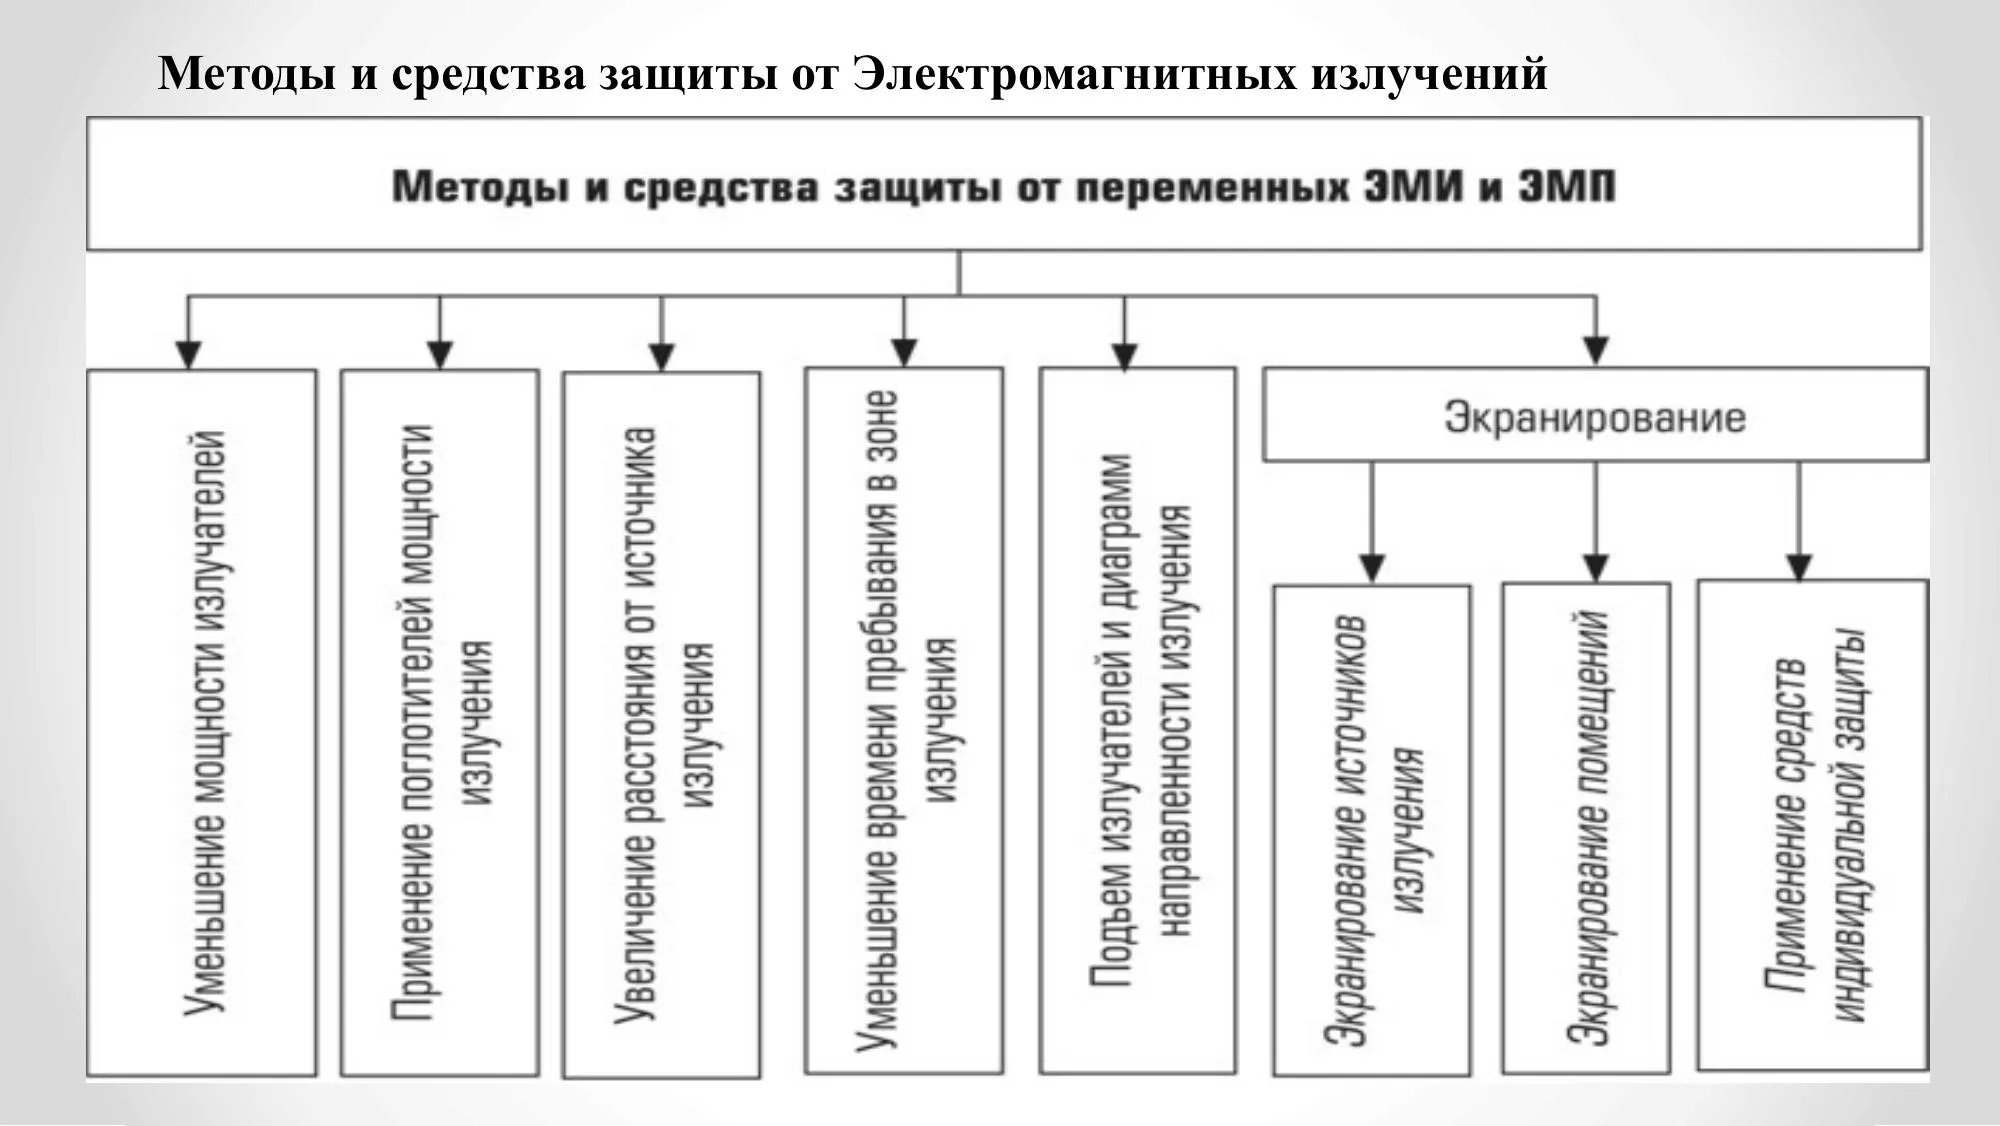 Методы и средства защиты от Электромагнитных излучений
Методы и средства защиты от переменных ЭМИ и ЭМП
Уменьшение мощности излучателей
Применение поглотителей мощности
излучения
Увеличение расстояния от источника
излучения
Уменьшение времени пребывания в зоне
излучения
Подъем излучателей и диаграмм
направленности излучения
Экранирование
Экранирование источников
излучения
Экранирование помещений
Применение средств
индивидуальной защиты